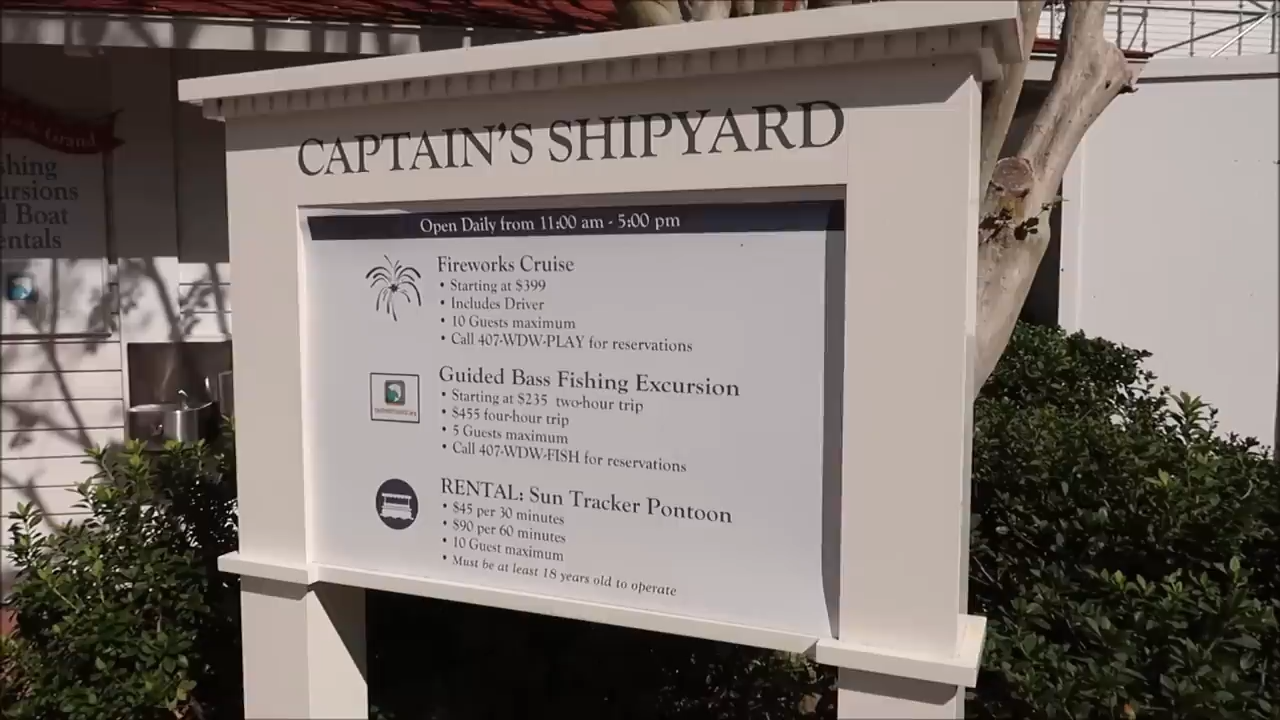 CAPTAIN'S SHIPYARD
Open Daily from 11:00 am - 5:00 pm
Fireworks Cruise
• Starting at $399
• Includes Driver
• 10 Guests maximum
• Call 407-WDW-PLAY for reservations
Guided Bass Fishing Excursion
• Starting at $235 two-hour trip
• $455 four-hour trip
• 5 Guests maximum
• Call 407-WDW-FISH for reservations
RENTAL: Sun Tracker Pontoon
• $45 per 30 minutes
• $90 per 60 minutes
• 10 Guest maximum
• Must be at least 18 years old to operate
Grand
shing
ursions
Boat
entals